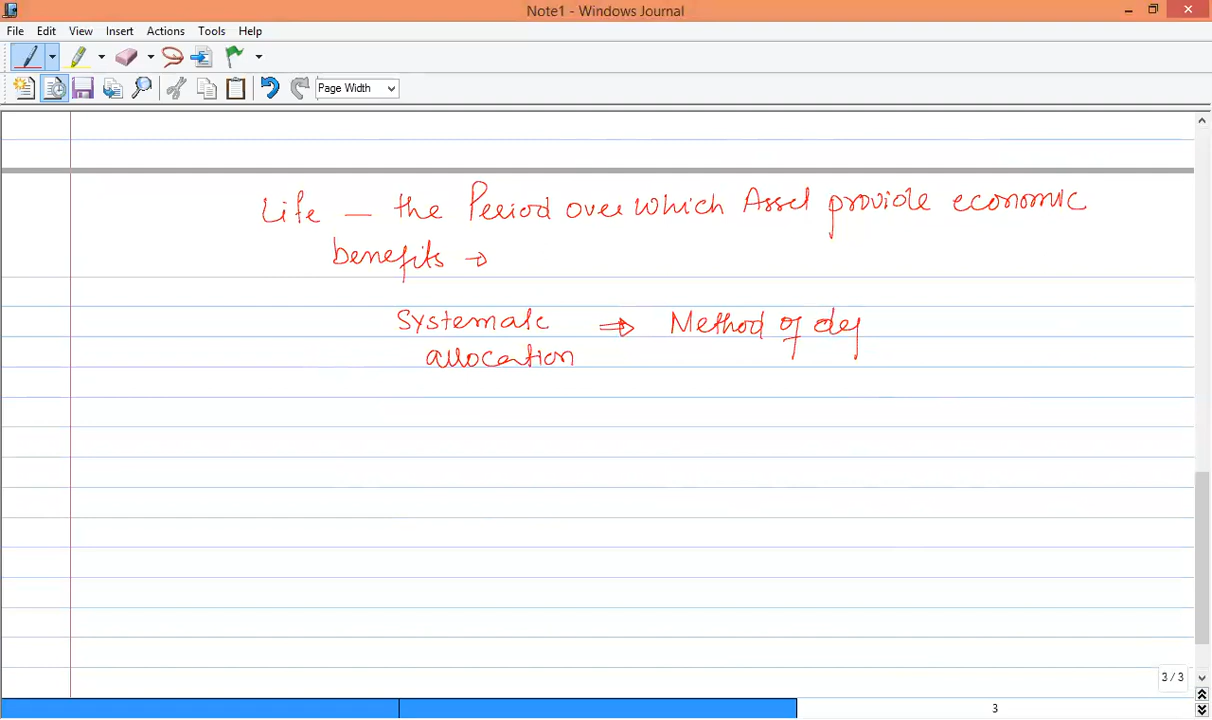 Note1 - Windows Journal
File Edit View Insert Actions Tools Help
Page Width
Life — the Period over which Asset provide economic
benefits →
Systematc ⇒ Method of dep
allocation
3 / 3
3